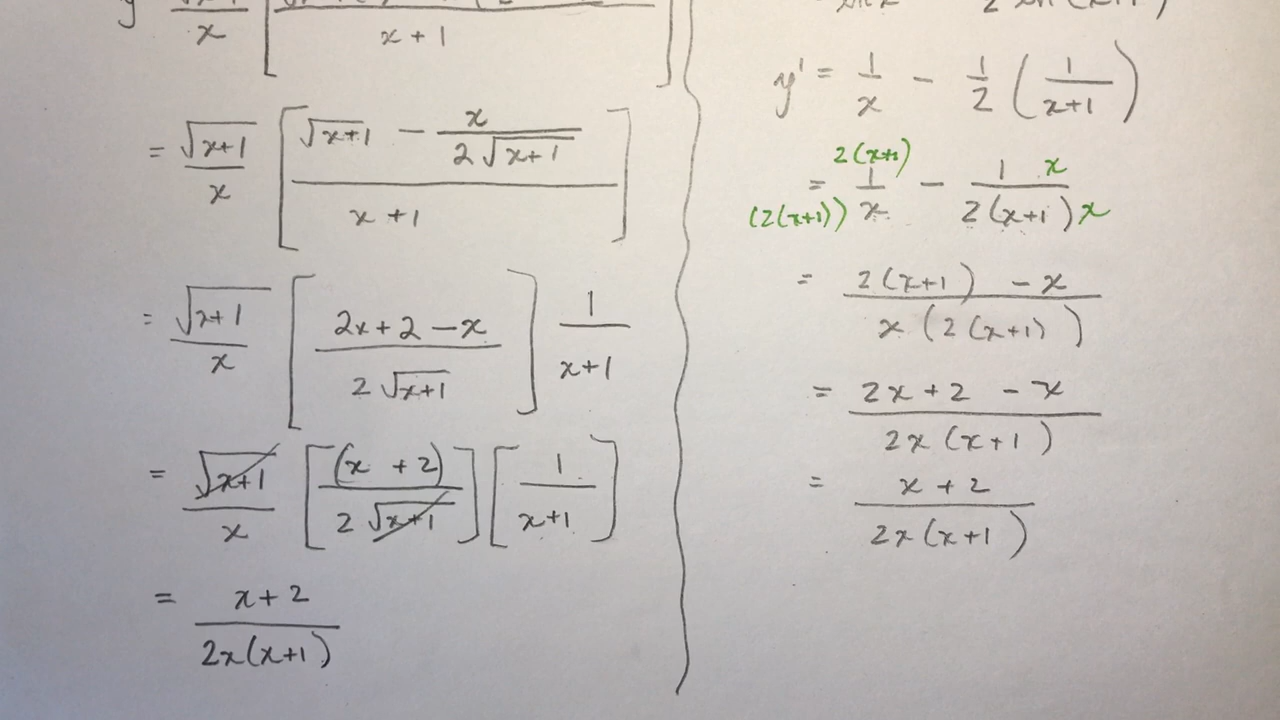 x x + 1
= √(x+1)/x [ (√(x+1) − x/(2√(x+1)))/(x+1) ]
= √(x+1)/x [ (2x+2−x)/(2√(x+1)) ] 1/(x+1)
= √(x+1)/x [ (x+2)/(2√(x+1)) ] [ 1/(x+1) ]
= (x+2)/(2x(x+1))
y' = 1/x − 1/2 (1/(x+1))
2(x+1) x
= 1/x − 1/(2(x+1))
(2(x+1)) x
= (2(x+1) − x)/(x(2(x+1)))
= (2x+2 − x)/(2x(x+1))
= (x+2)/(2x(x+1))